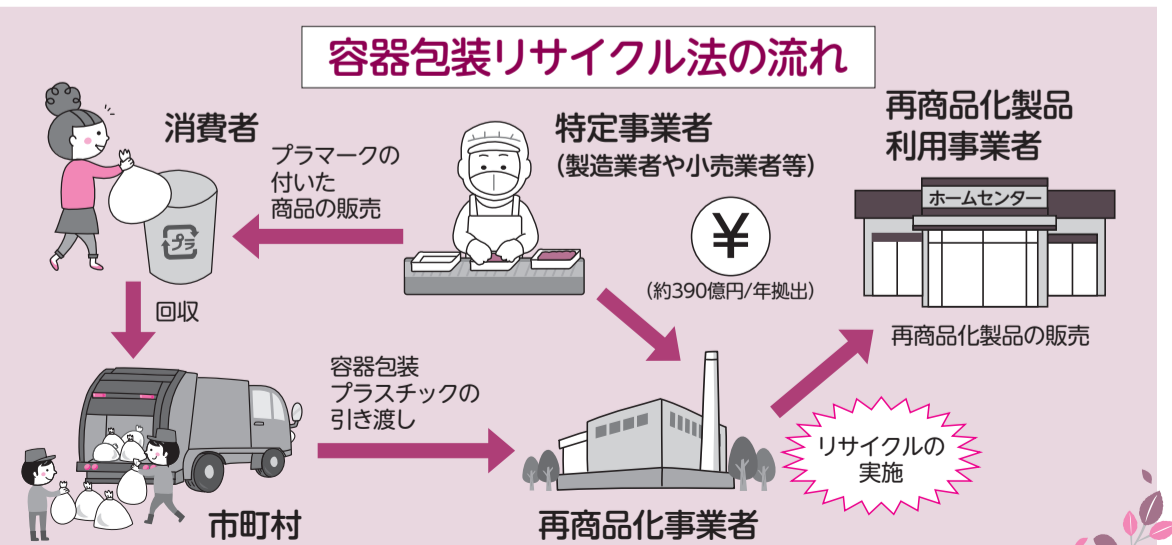 容器包装リサイクル法の流れ
消費者
プラマークの
付いた
商品の販売
特定事業者
(製造業者や小売業者等)
¥
(約390億円/年拠出)
再商品化製品
利用事業者
ホームセンター
再商品化製品の販売
プラ
回収
市町村
容器包装
プラスチックの
引き渡し
再商品化事業者
リサイクルの
実施